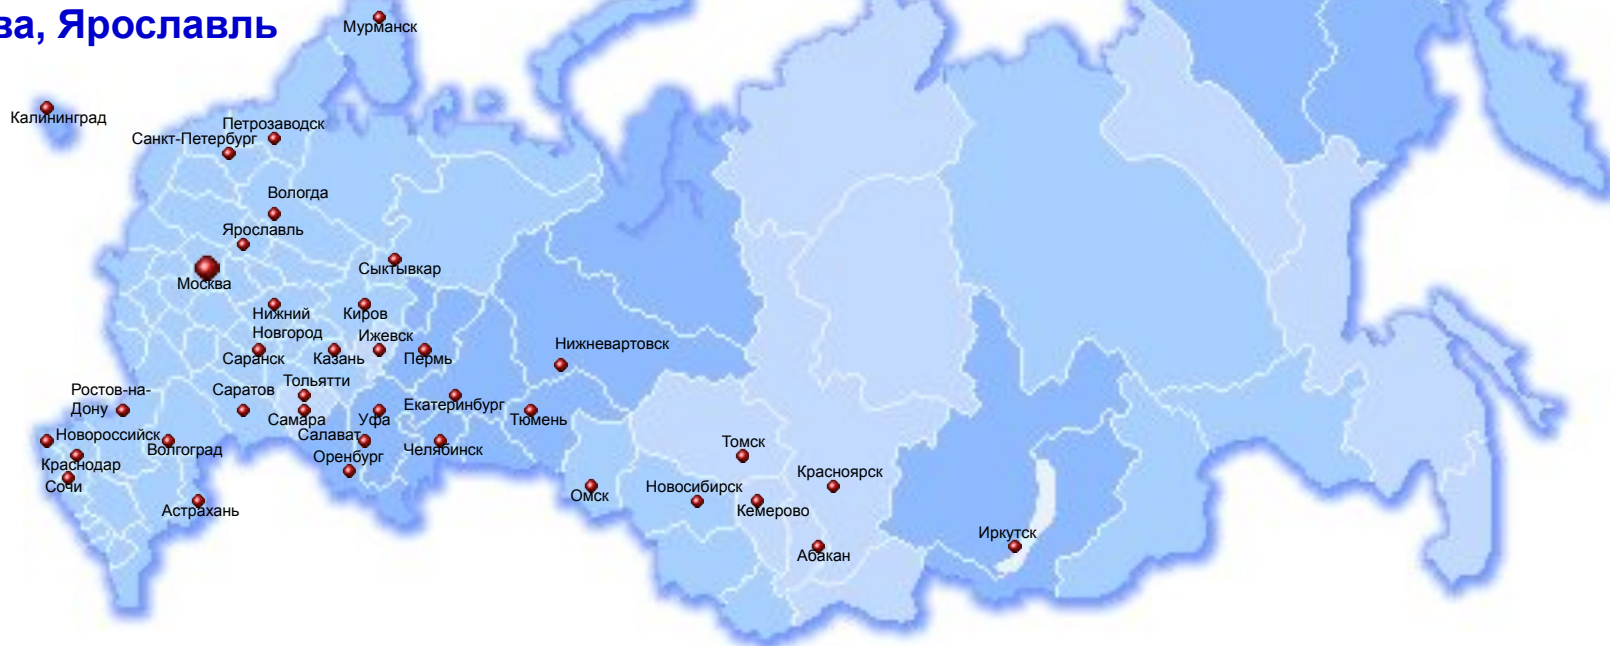 ва, Ярославль
Мурманск
Калининград
Петрозаводск
Санкт-Петербург
Вологда
Ярославль
Сыктывкар
Москва
Нижний
Новгород
Киров
Ижевск
Саранск
Казань
Пермь
Нижневартовск
Тольятти
Ростов-на-
Дону
Саратов
Самара
Уфа
Екатеринбург
Тюмень
Новороссийск
Волгоград
Салават
Челябинск
Оренбург
Краснодар
Сочи
Астрахань
Томск
Красноярск
Омск
Новосибирск
Кемерово
Абакан
Иркутск